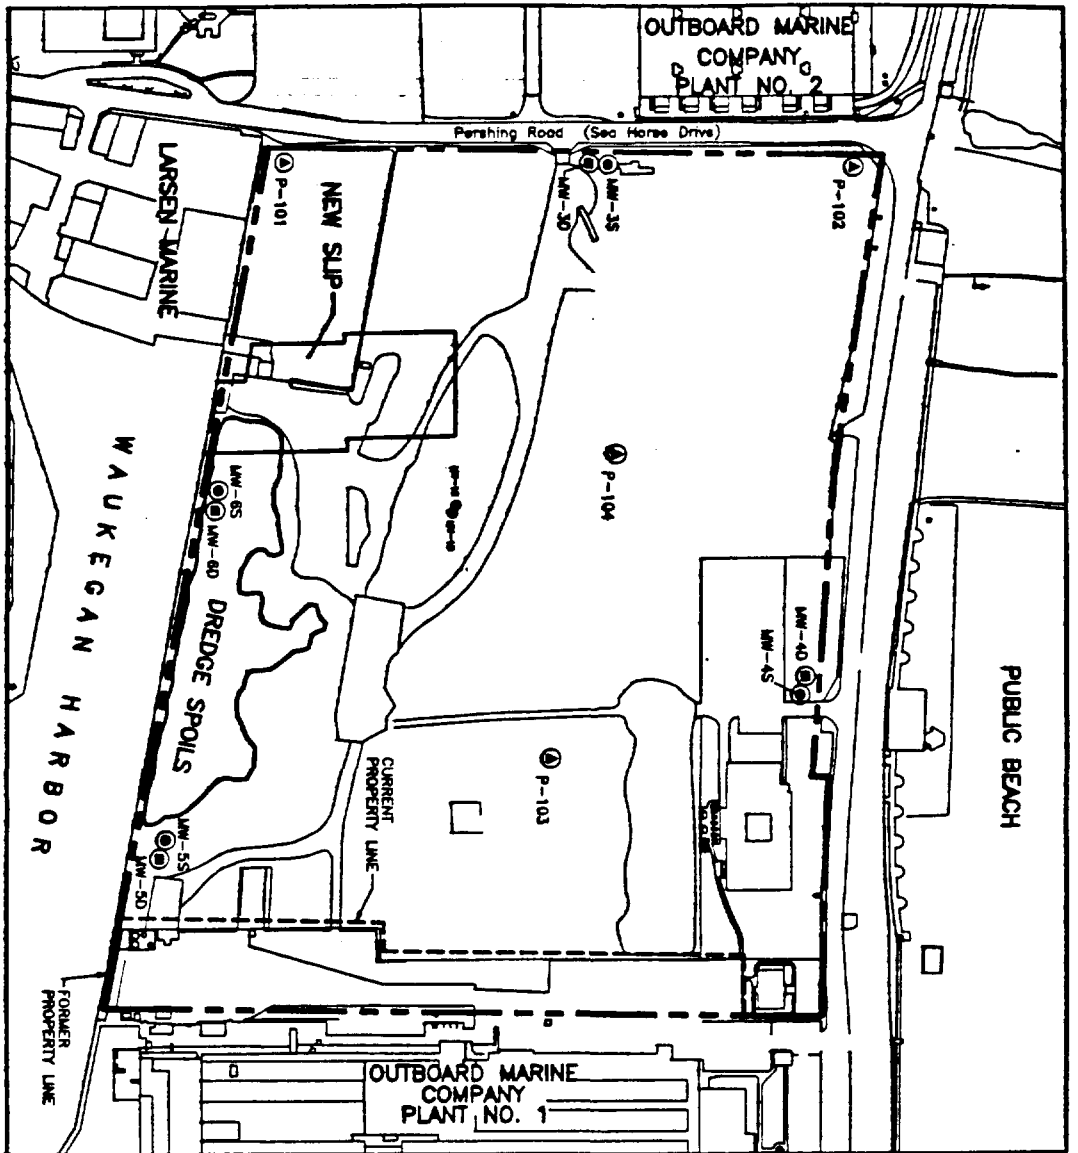 OUTBOARD MARINE
COMPANY
PLANT NO. 2
Pershing Road (Sea Horse Drive)
LARSEN MARINE
P-101
NEW SLIP
MW-3D
MW-3S
P-102
P-104
MW-6S
MW-6D
DREDGE SPOILS
WAUKEGAN HARBOR
MW-4D
MW-4S
PUBLIC BEACH
P-103
CURRENT
PROPERTY LINE
MW-5S
MW-5D
FORMER
PROPERTY LINE
OUTBOARD MARINE
COMPANY
PLANT NO. 1